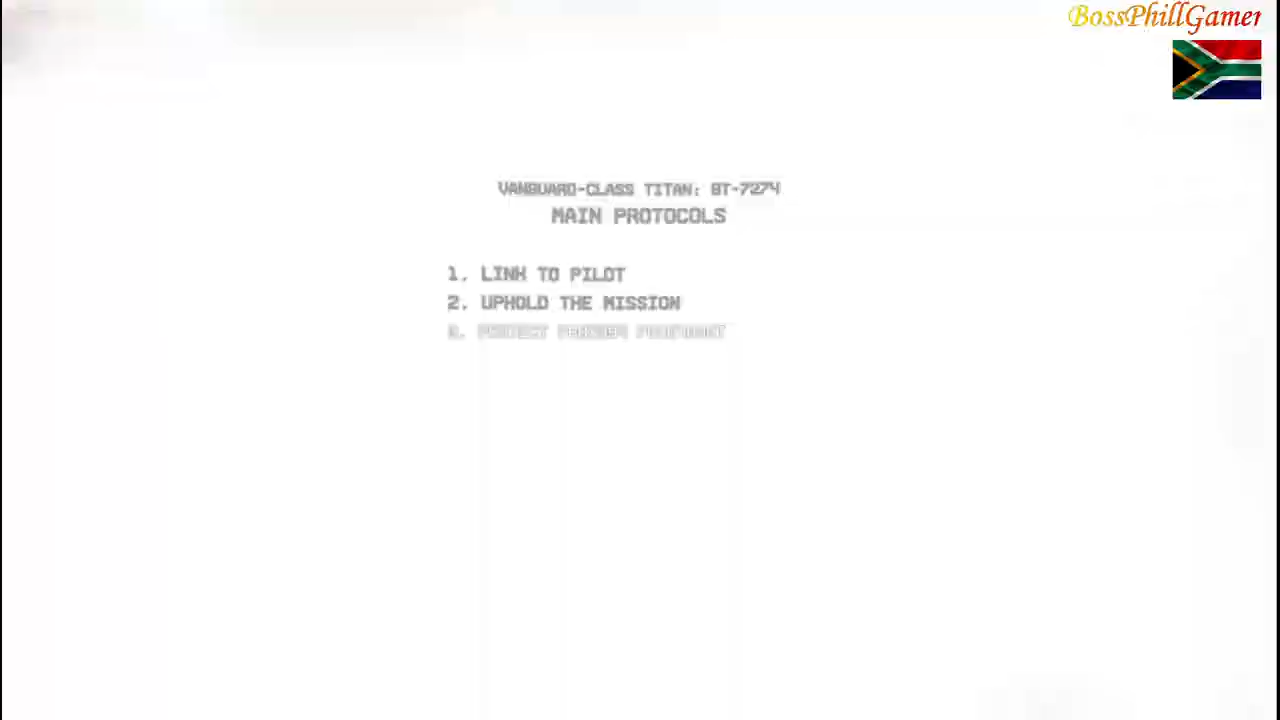 BossPhillGamer
VANGUARD-CLASS TITAN: BT-7274
MAIN PROTOCOLS
1. LINK TO PILOT
2. UPHOLD THE MISSION